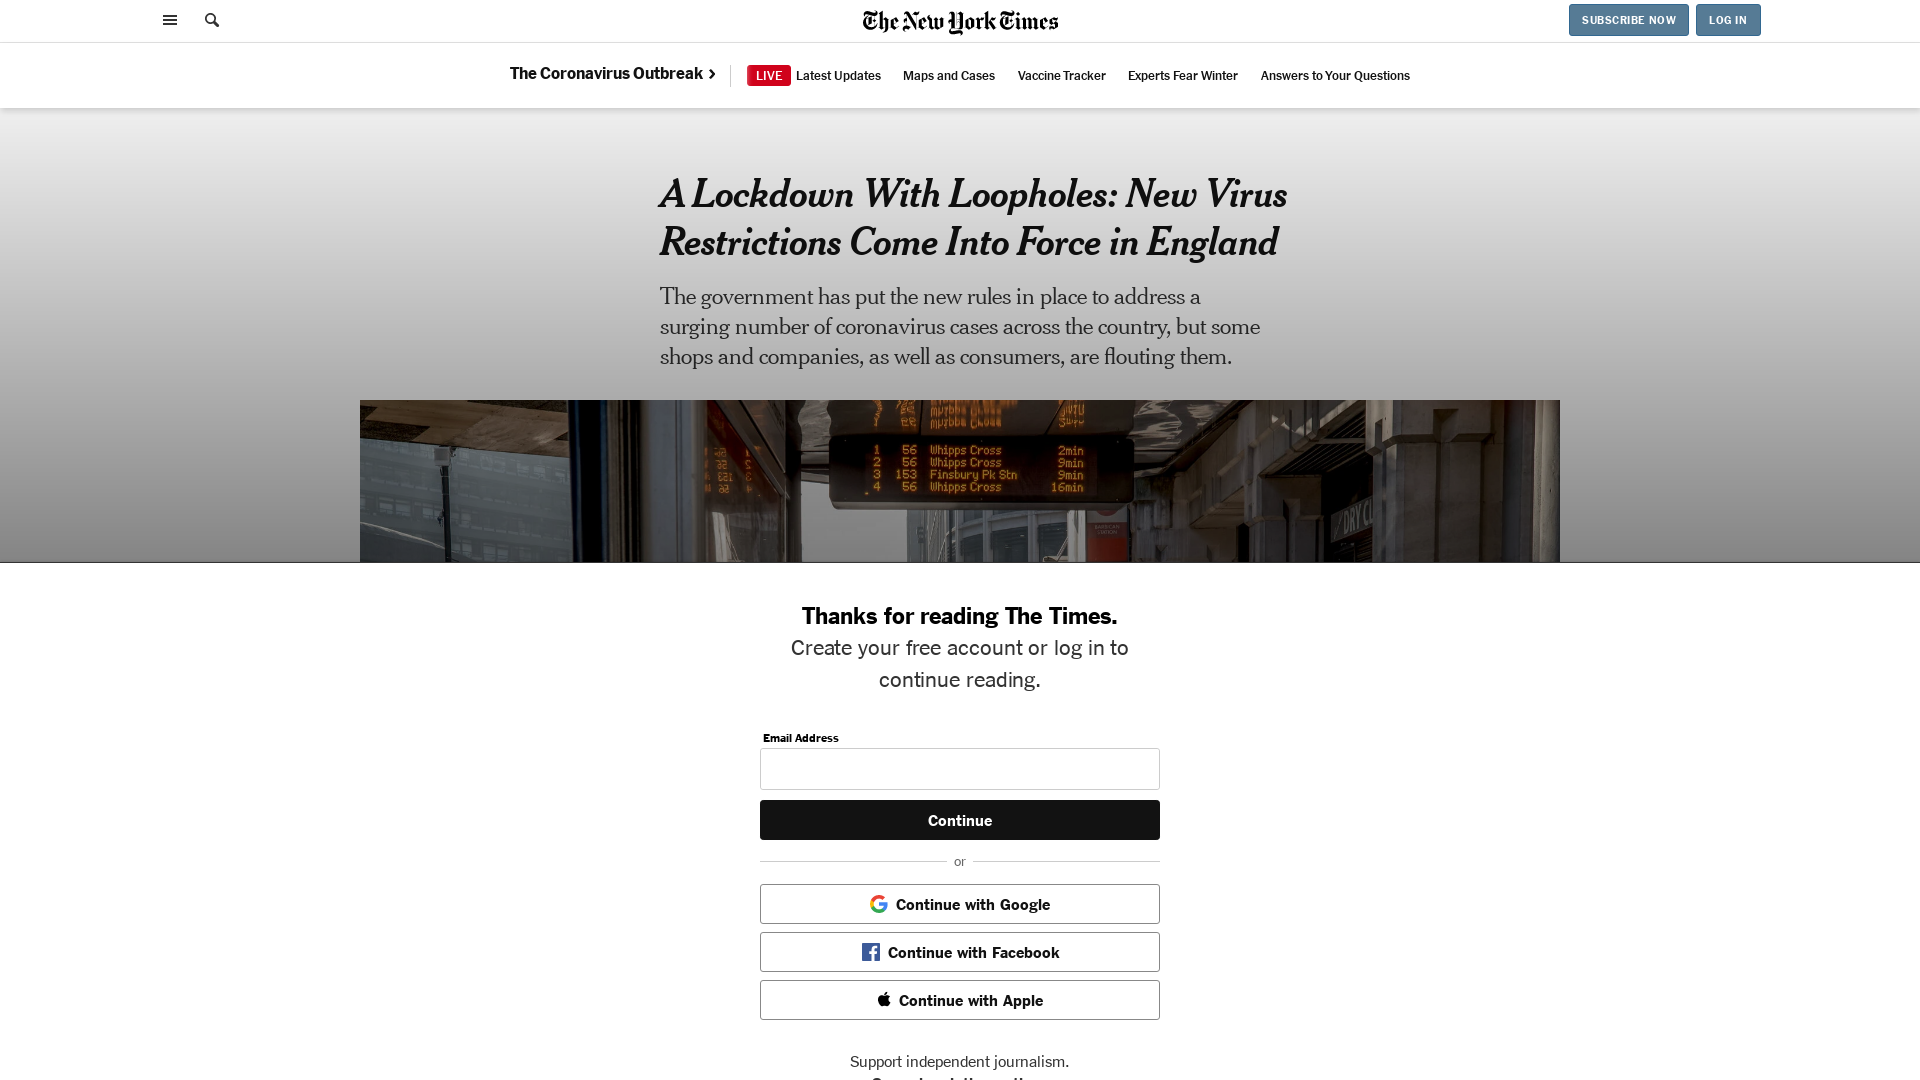 The New York Times
SUBSCRIBE NOW
LOG IN
The Coronavirus Outbreak
LIVE Latest Updates
Maps and Cases
Vaccine Tracker
Experts Fear Winter
Answers to Your Questions
A Lockdown With Loopholes: New Virus
Restrictions Come Into Force in England
The government has put the new rules in place to address a
surging number of coronavirus cases across the country, but some
shops and companies, as well as consumers, are flouting them.
1 56 Whipps Cross 2min
2 56 Whipps Cross 9min
3 153 Finsbury Pk Stn 9min
4 56 Whipps Cross 16min
Thanks for reading The Times.
Create your free account or log in to
continue reading.
Email Address
Continue
or
Continue with Google
Continue with Facebook
Continue with Apple
Support independent journalism.